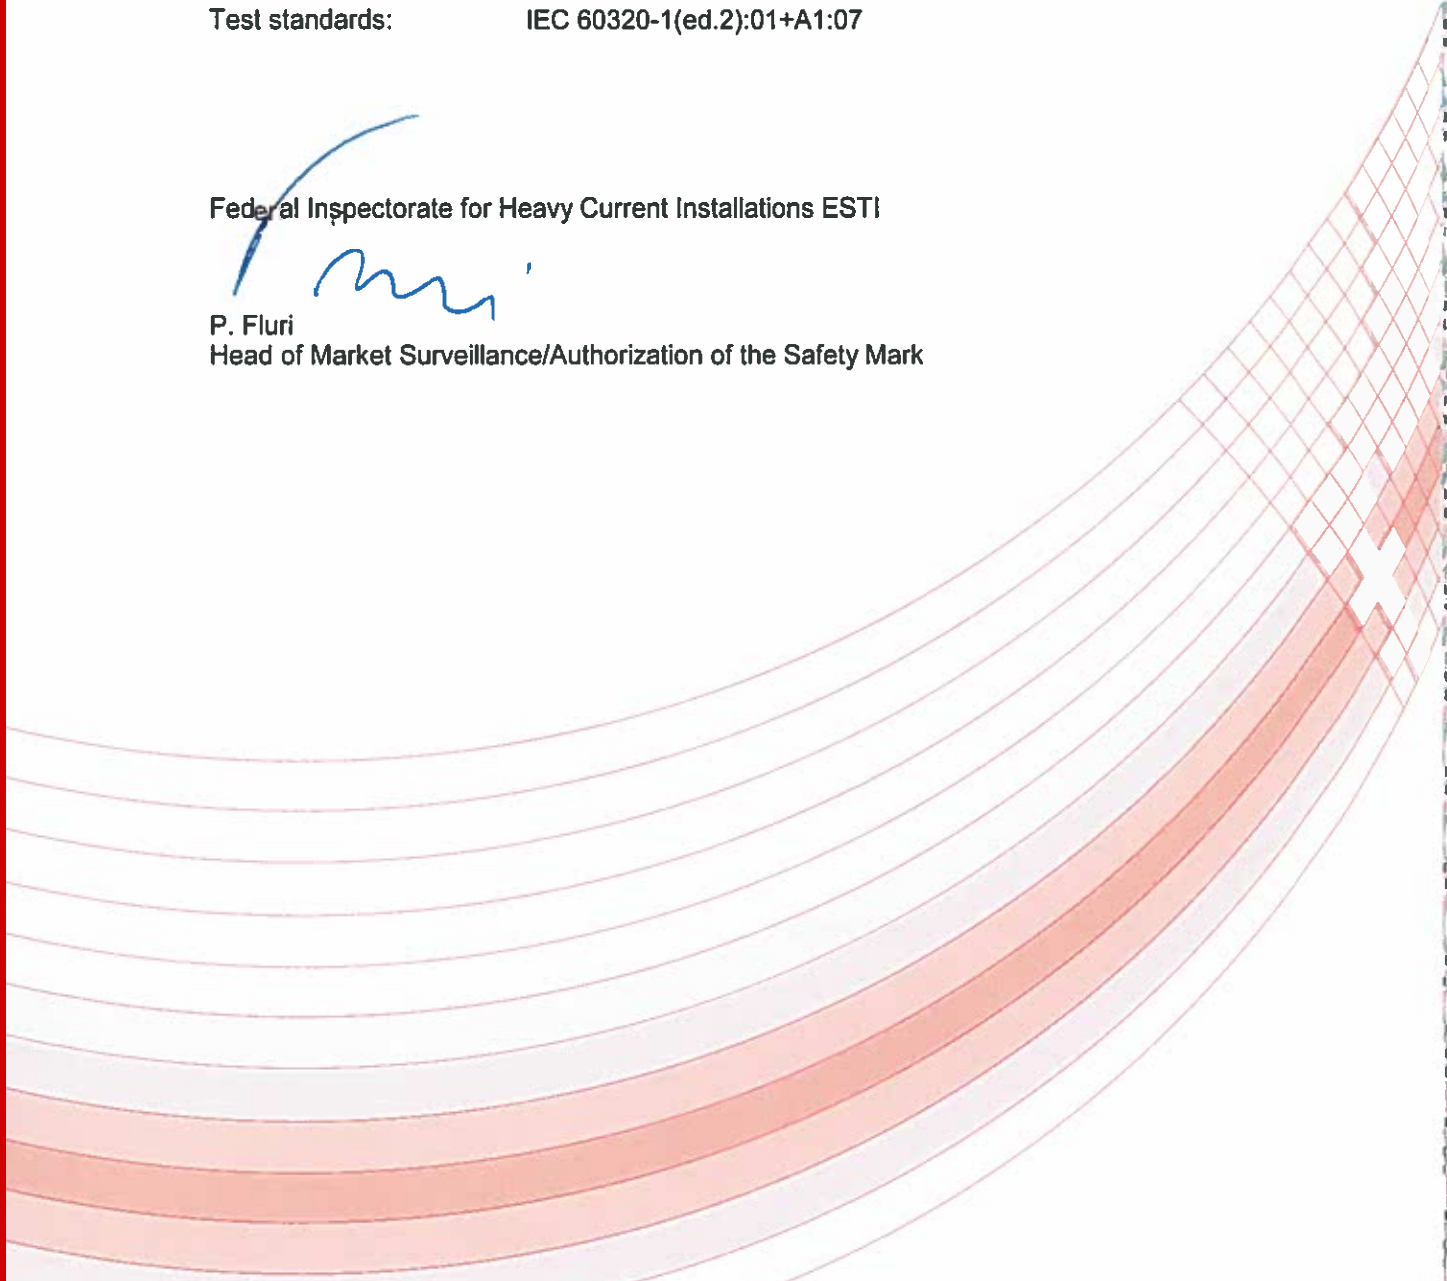 Test standards: IEC 60320-1(ed.2):01+A1:07
Federal Inspectorate for Heavy Current Installations ESTI
P. Fluri
Head of Market Surveillance/Authorization of the Safety Mark